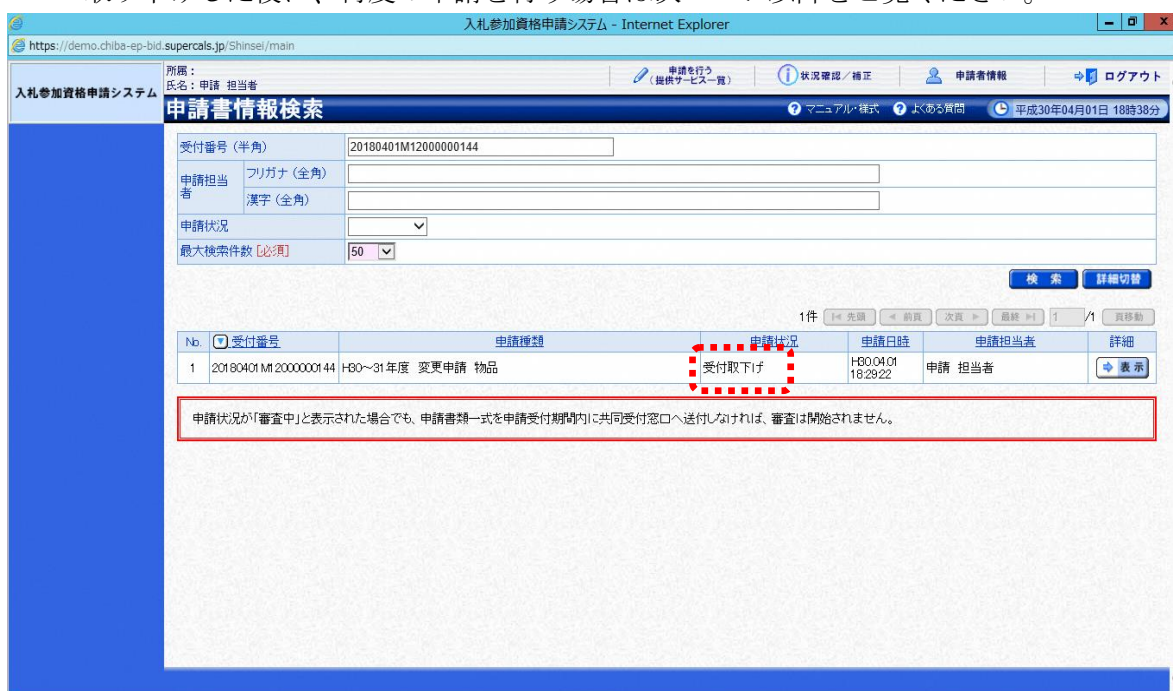 入札参加資格申請システム - Internet Explorer
https://demo.chiba-ep-bid.supercals.jp/Shinsei/main
入札参加資格申請システム
所属：
氏名：申請 担当者
申請を行う
（提供サービス一覧）
状況確認／補正
申請者情報
ログアウト
申請書情報検索
マニュアル・様式
よくある質問
平成30年04月01日 18時38分
受付番号（半角）
20180401M12000000144
申請担当者
フリガナ（全角）
漢字（全角）
申請状況
最大検索件数 [必須]
50
検 索
詳細切替
1件 先頭 前頁 次頁 最終 1 /1 頁移動
No. 受付番号 申請種類 申請状況 申請日時 申請担当者 詳細
1 20180401M12000000144 H30～31年度 変更申請 物品 受付取下げ H30.04.01 18:29:22 申請 担当者 表示
申請状況が「審査中」と表示された場合でも、申請書類一式を申請受付期間内に共同受付窓口へ送付しなければ、審査は開始されません。